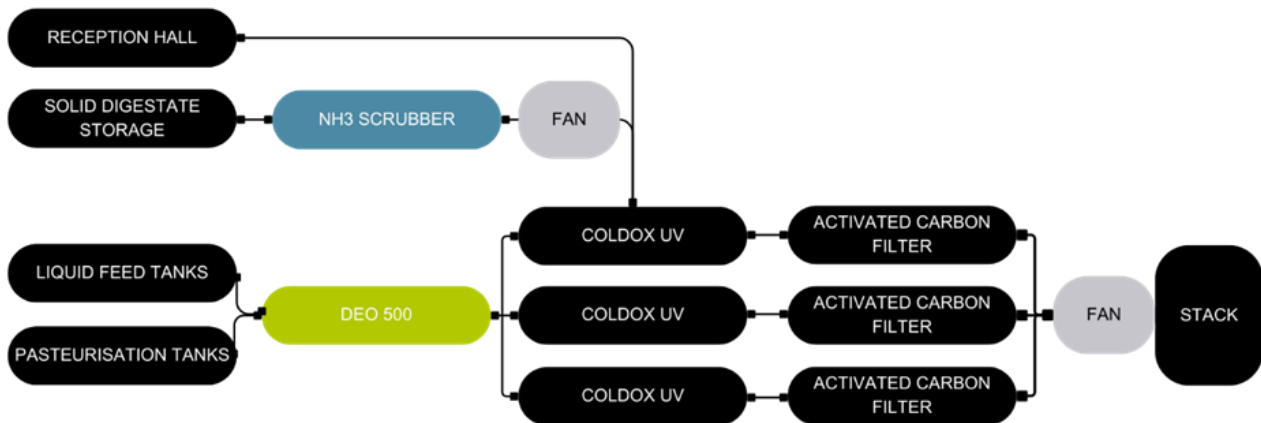 RECEPTION HALL
SOLID DIGESTATE
STORAGE
NH3 SCRUBBER
FAN
COLDOX UV
ACTIVATED CARBON
FILTER
LIQUID FEED TANKS
PASTEURISATION TANKS
DEO 500
COLDOX UV
ACTIVATED CARBON
FILTER
COLDOX UV
ACTIVATED CARBON
FILTER
FAN
STACK